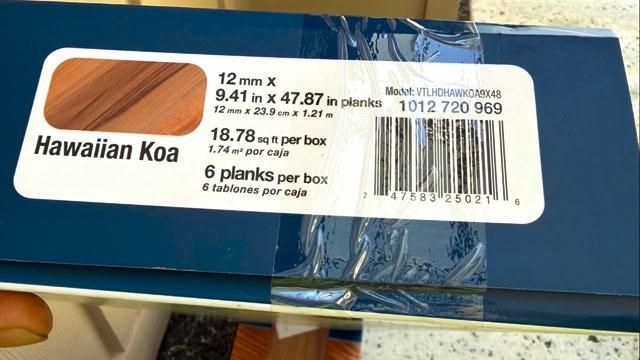 Hawaiian Koa
12 mm x
9.41 in x 47.87 in planks
12 mm x 23.9 cm x 1.21 m
18.78 sq ft per box
1.74 m² por caja
6 planks per box
6 tablones por caja
Model: VTLHDHAWKOA9X48
1012 720 969
7 47583 25021 6